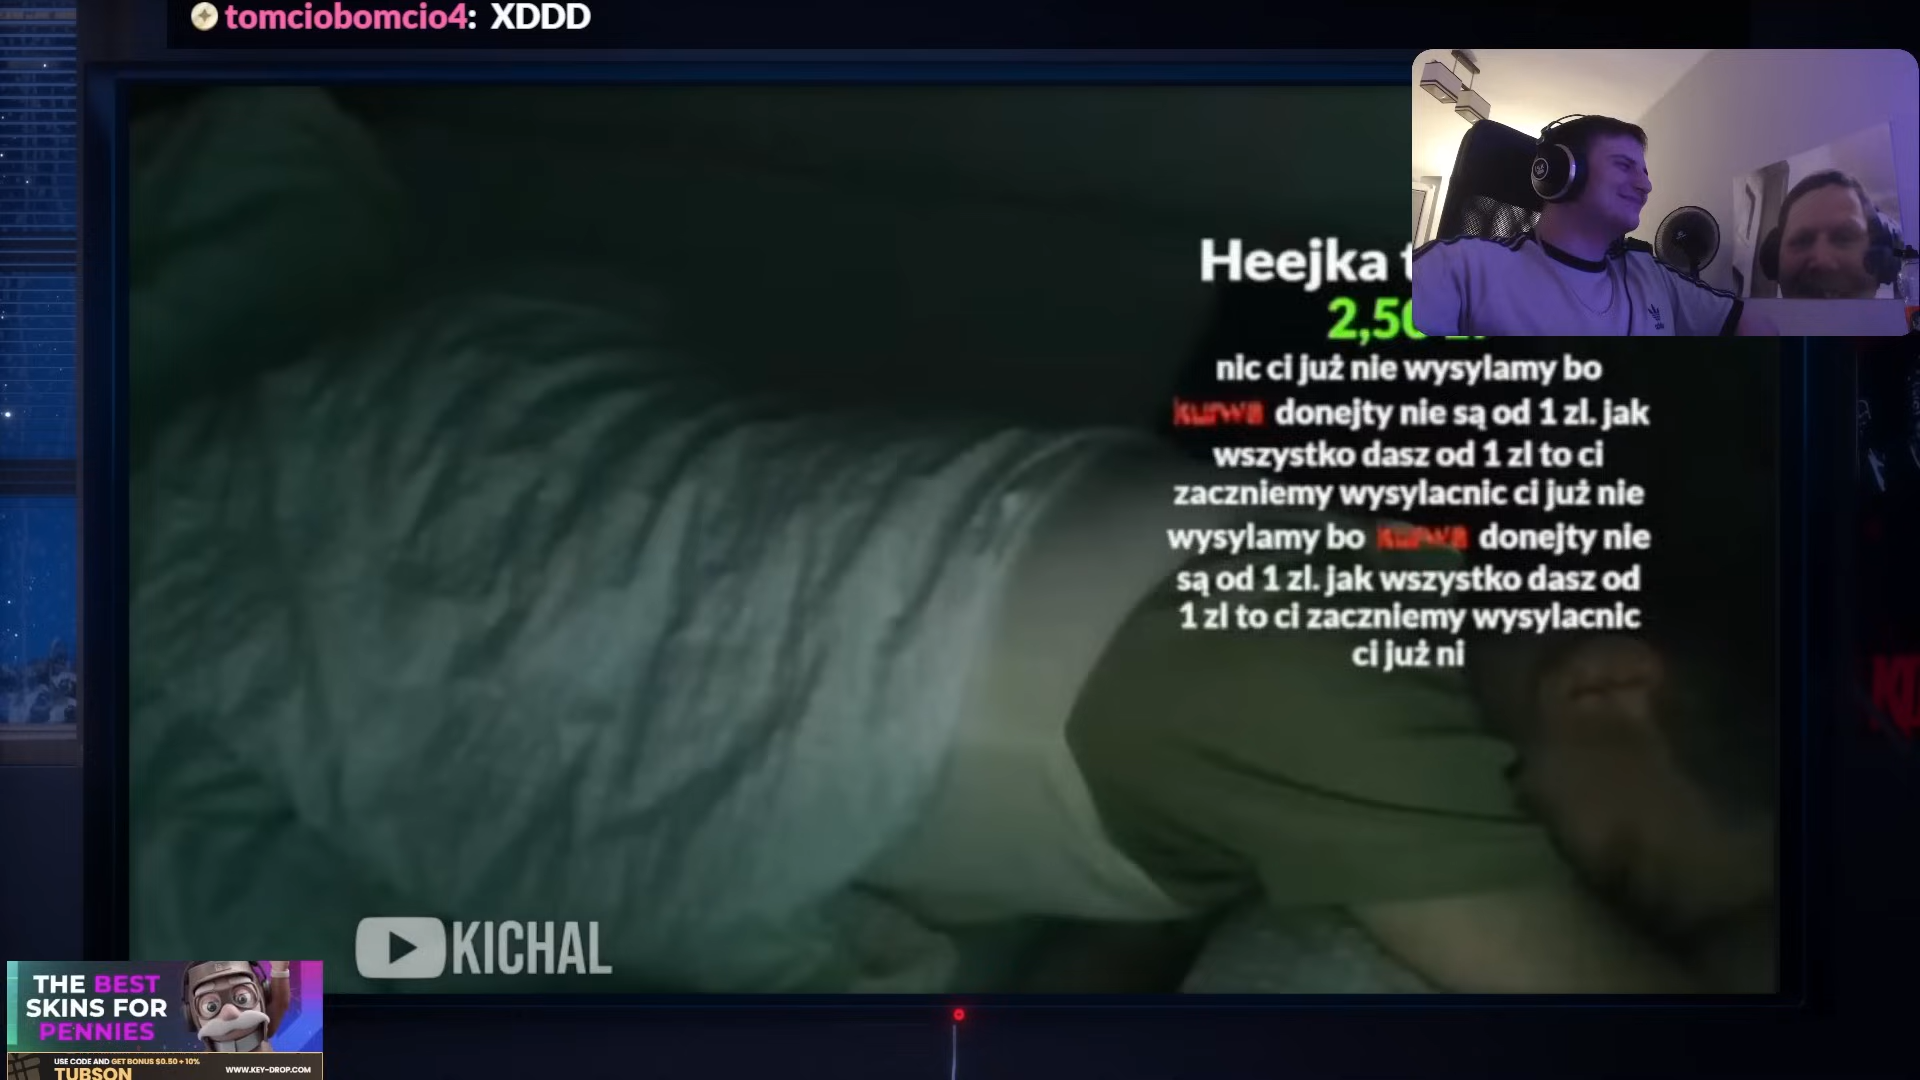 tomciobomcio4: XDDD
Heejka
2,50
nic ci już nie wysylamy bo
kurwa donejty nie są od 1 zl. jak
wszystko dasz od 1 zl to ci
zaczniemy wysylacnic ci już nie
wysylamy bo kurwa donejty nie
są od 1 zl. jak wszystko dasz od
1 zl to ci zaczniemy wysylacnic
ci już ni
KICHAL
THE BEST
SKINS FOR
PENNIES
USE CODE AND GET BONUS $0.50 + 10%
TUBSON
WWW.KEY-DROP.COM